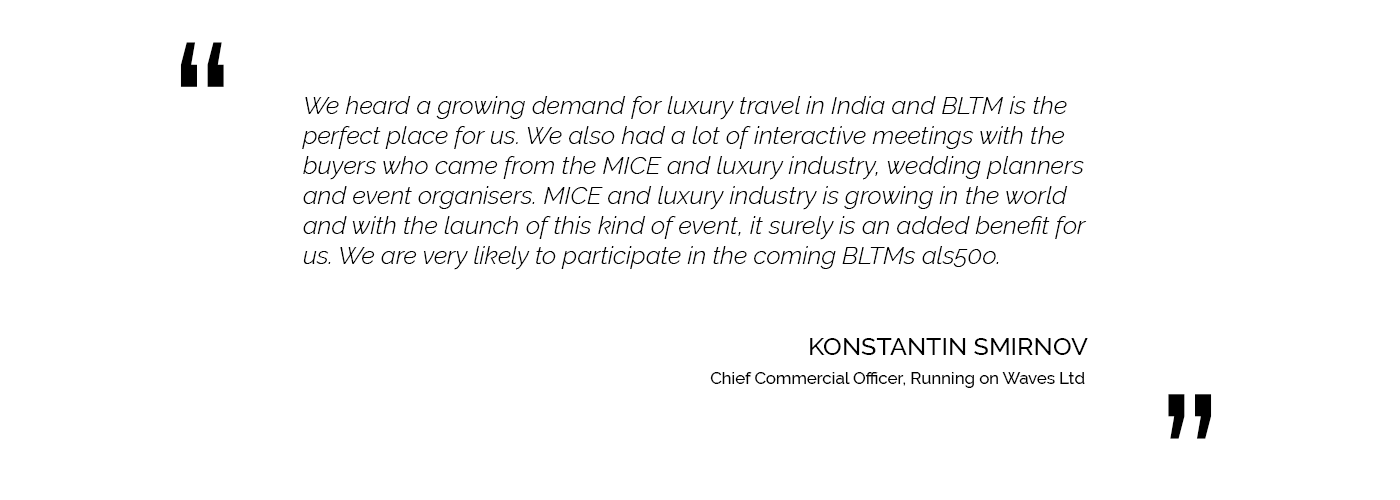 “
We heard a growing demand for luxury travel in India and BLTM is the
perfect place for us. We also had a lot of interactive meetings with the
buyers who came from the MICE and luxury industry, wedding planners
and event organisers. MICE and luxury industry is growing in the world
and with the launch of this kind of event, it surely is an added benefit for
us. We are very likely to participate in the coming BLTMs als50o.
KONSTANTIN SMIRNOV
Chief Commercial Officer, Running on Waves Ltd
”